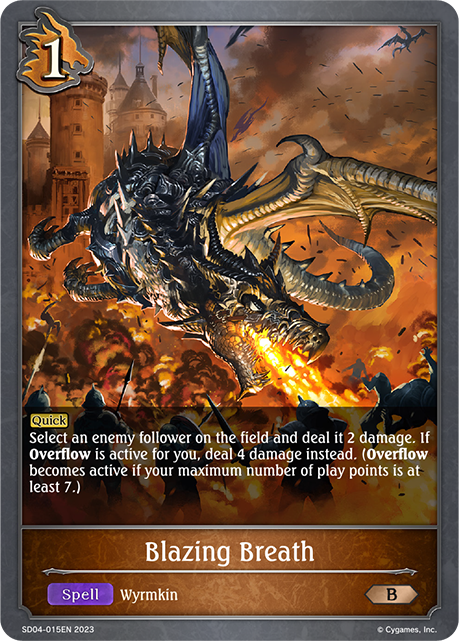 1
Quick
Select an enemy follower on the field and deal it 2 damage. If
Overflow is active for you, deal 4 damage instead. (Overflow
becomes active if your maximum number of play points is at
least 7.)
Blazing Breath
Spell Wyrmkin B
SD04-015EN 2023 © Cygames, Inc.